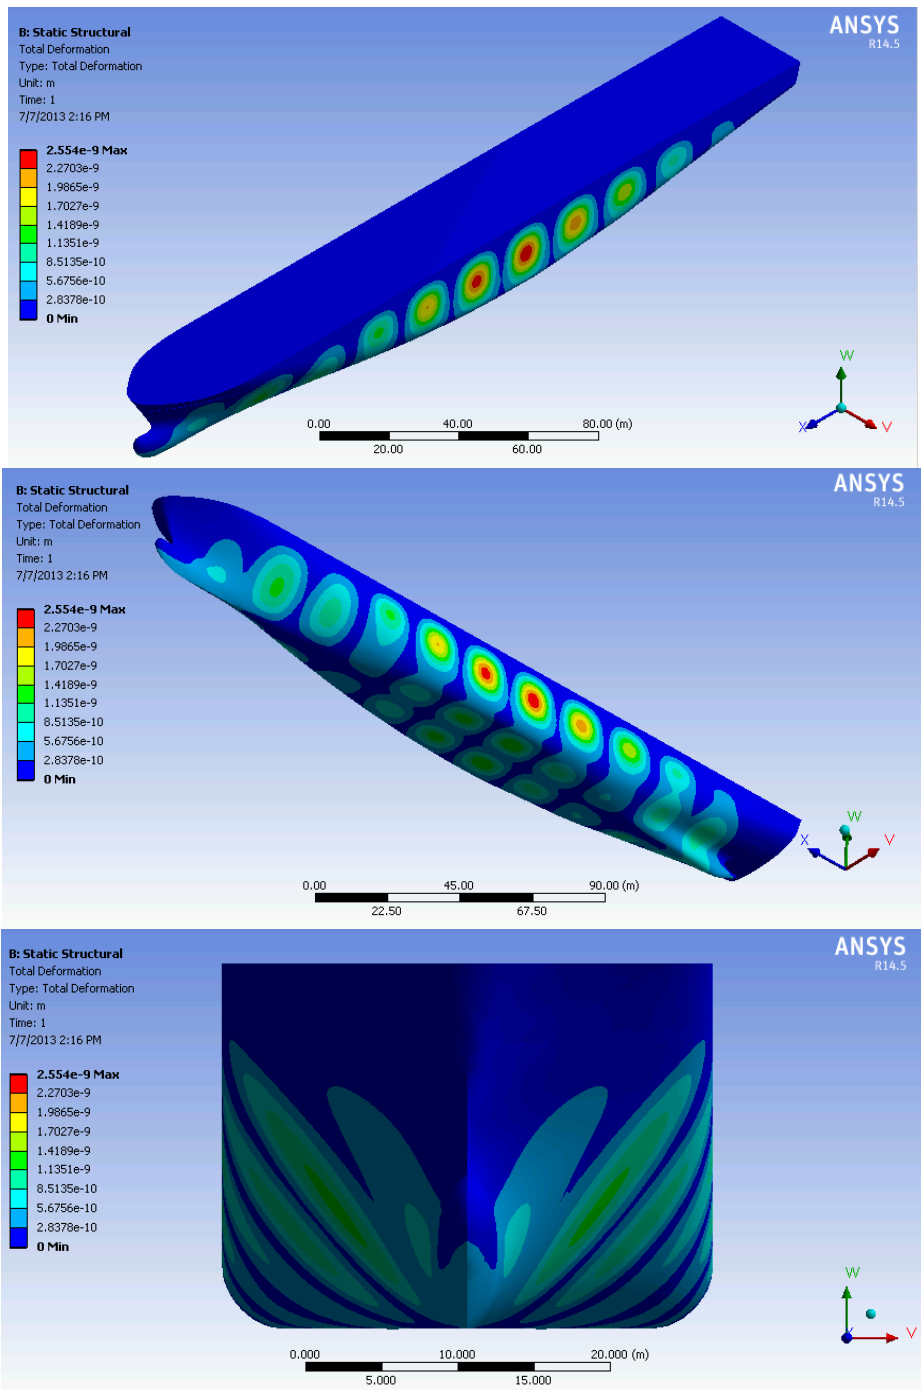 B: Static Structural
Total Deformation
Type: Total Deformation
Unit: m
Time: 1
7/7/2013 2:16 PM
ANSYS
R14.5
2.554e-9 Max
2.2703e-9
1.9865e-9
1.7027e-9
1.4189e-9
1.1351e-9
8.5135e-10
5.6756e-10
2.8378e-10
0 Min
0.00 40.00 80.00 (m)
20.00 60.00
W
X V
B: Static Structural
Total Deformation
Type: Total Deformation
Unit: m
Time: 1
7/7/2013 2:16 PM
ANSYS
R14.5
2.554e-9 Max
2.2703e-9
1.9865e-9
1.7027e-9
1.4189e-9
1.1351e-9
8.5135e-10
5.6756e-10
2.8378e-10
0 Min
W
X V
0.00 45.00 90.00 (m)
22.50 67.50
B: Static Structural
Total Deformation
Type: Total Deformation
Unit: m
Time: 1
7/7/2013 2:16 PM
ANSYS
R14.5
2.554e-9 Max
2.2703e-9
1.9865e-9
1.7027e-9
1.4189e-9
1.1351e-9
8.5135e-10
5.6756e-10
2.8378e-10
0 Min
W
V
0.000 10.000 20.000 (m)
5.000 15.000